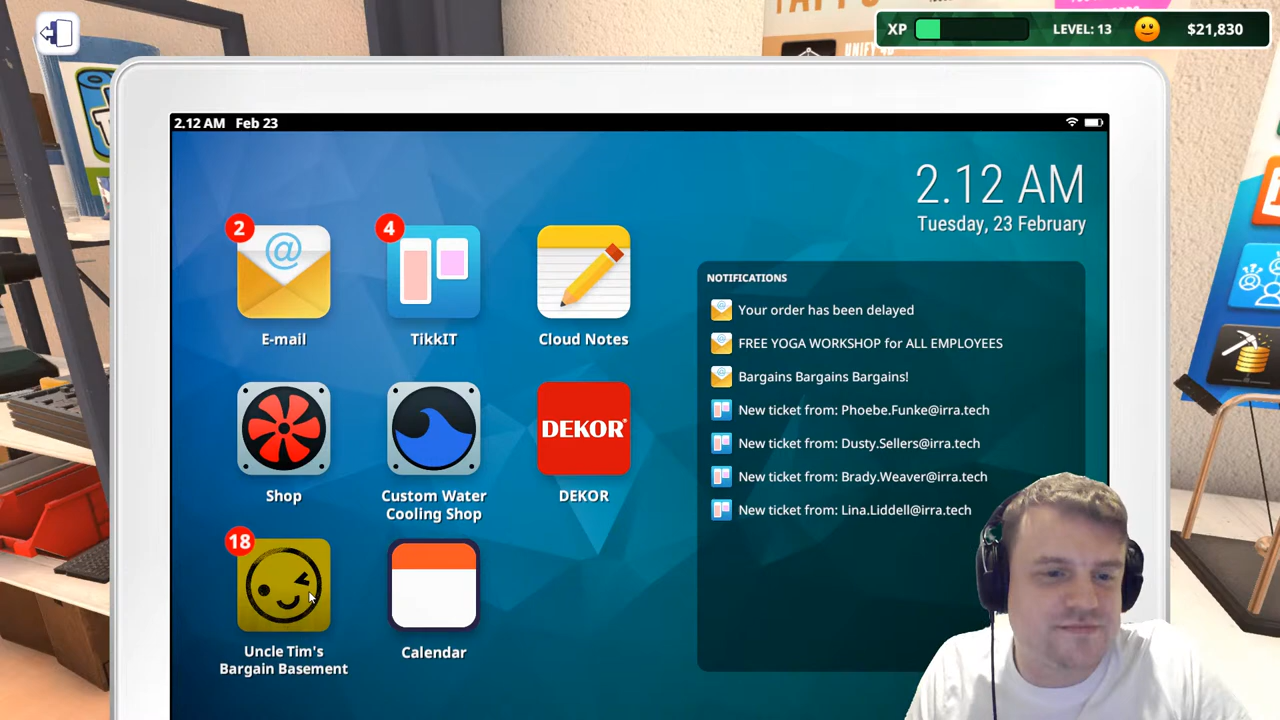 TAPPS
UNIFY
XP
LEVEL: 13
$21,830
2.12 AM Feb 23
2.12 AM
Tuesday, 23 February
2
4
@
@
E-mail
TikkIT
Cloud Notes
NOTIFICATIONS
Your order has been delayed
FREE YOGA WORKSHOP for ALL EMPLOYEES
Bargains Bargains Bargains!
New ticket from: Phoebe.Funke@irra.tech
New ticket from: Dusty.Sellers@irra.tech
New ticket from: Brady.Weaver@irra.tech
New ticket from: Lina.Liddell@irra.tech
DEKOR®
Shop
Custom Water
Cooling Shop
DEKOR
18
Uncle Tim's
Bargain Basement
Calendar